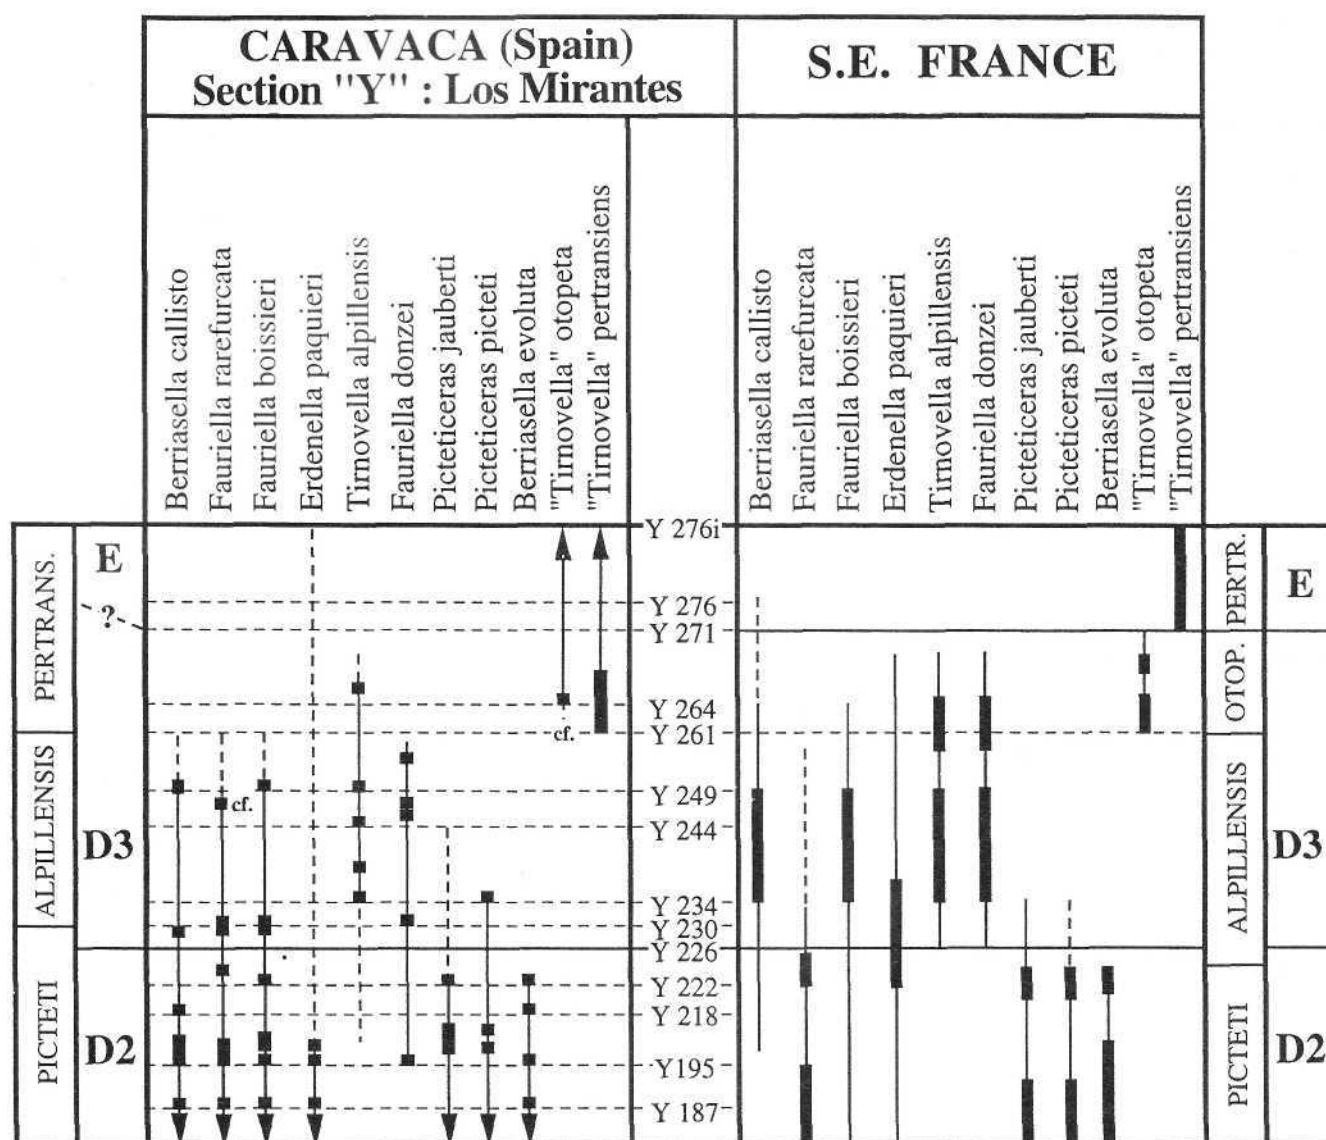 CARAVACA (Spain)
Section "Y" : Los Mirantes
S.E. FRANCE
Berriasella callisto
Fauriella rarefurcata
Fauriella boissieri
Erdenella paquieri
Tirnovella alpillensis
Fauriella donzei
Picteticeras jauberti
Picteticeras picteti
Berriasella evoluta
"Tirnovella" otopeta
"Tirnovella" pertransiens
Berriasella callisto
Fauriella rarefurcata
Fauriella boissieri
Erdenella paquieri
Tirnovella alpillensis
Fauriella donzei
Picteticeras jauberti
Picteticeras picteti
Berriasella evoluta
"Tirnovella" otopeta
"Tirnovella" pertransiens
PERTRANS.
ALPILLENSIS
PICTETI
E
?
D3
D2
cf.
cf.
Y 276i
Y 276
Y 271
Y 264
Y 261
Y 249
Y 244
Y 234
Y 230
Y 226
Y 222
Y 218
Y195
Y 187
PERTR.
OTOP.
ALPILLENSIS
PICTETI
E
D3
D2